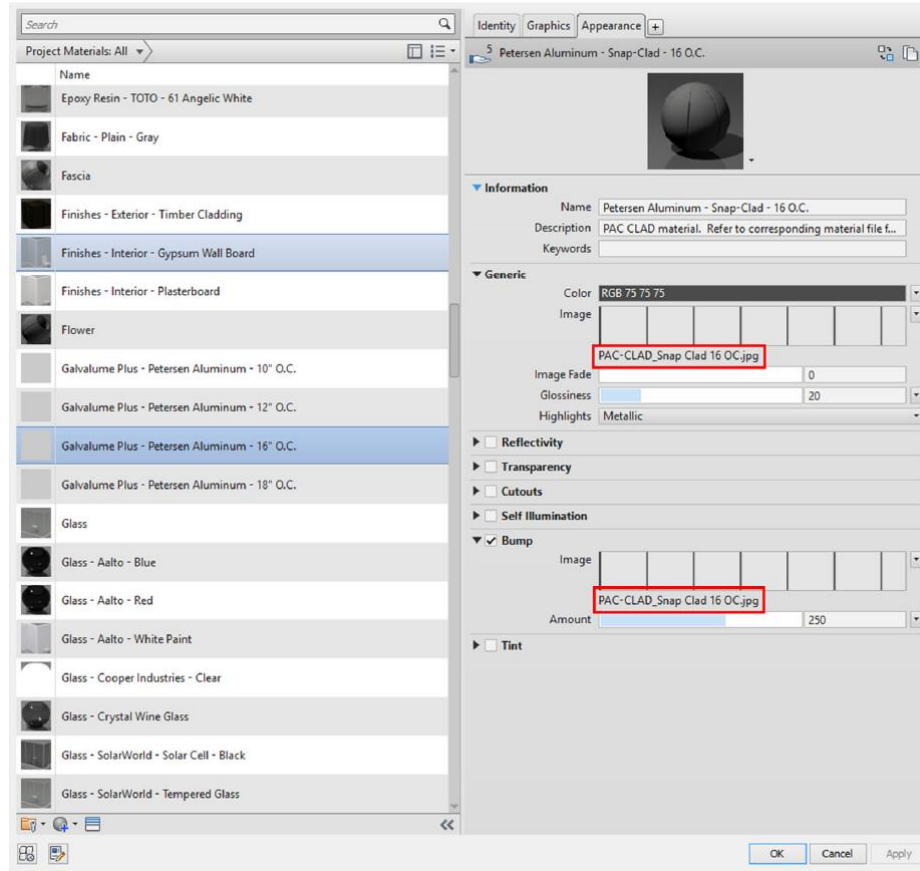 Search
Project Materials: All
Name
Epoxy Resin - TOTO - 61 Angelic White
Fabric - Plain - Gray
Fascia
Finishes - Exterior - Timber Cladding
Finishes - Interior - Gypsum Wall Board
Finishes - Interior - Plasterboard
Flower
Galvalume Plus - Petersen Aluminum - 10" O.C.
Galvalume Plus - Petersen Aluminum - 12" O.C.
Galvalume Plus - Petersen Aluminum - 16" O.C.
Galvalume Plus - Petersen Aluminum - 18" O.C.
Glass
Glass - Aalto - Blue
Glass - Aalto - Red
Glass - Aalto - White Paint
Glass - Cooper Industries - Clear
Glass - Crystal Wine Glass
Glass - SolarWorld - Solar Cell - Black
Glass - SolarWorld - Tempered Glass
Identity Graphics Appearance +
5 Petersen Aluminum - Snap-Clad - 16 O.C.
Information
Name Petersen Aluminum - Snap-Clad - 16 O.C.
Description PAC CLAD material. Refer to corresponding material file f...
Keywords
Generic
Color RGB 75 75 75
Image
PAC-CLAD_Snap Clad 16 OC.jpg
Image Fade 0
Glossiness 20
Highlights Metallic
Reflectivity
Transparency
Cutouts
Self Illumination
Bump
Image
PAC-CLAD_Snap Clad 16 OC.jpg
Amount 250
Tint
OK Cancel Apply